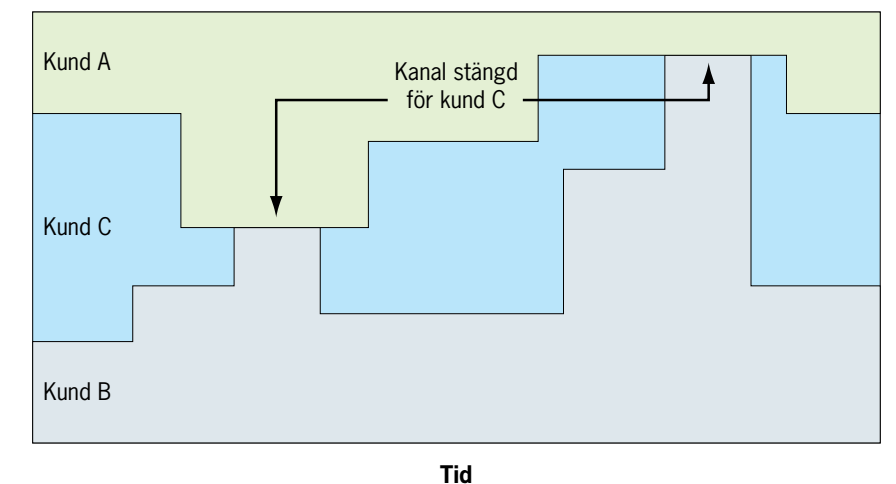 Kund A
Kanal stängd
för kund C
Kund C
Kund B
Tid